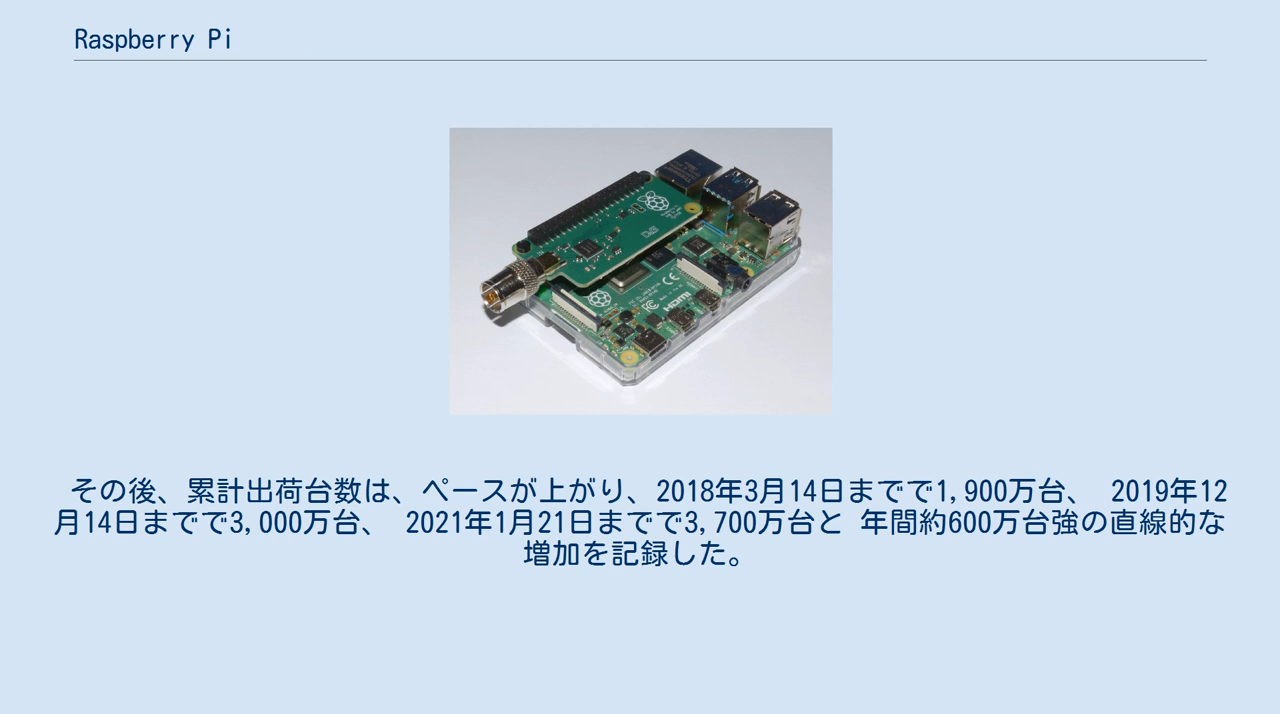 Raspberry Pi
HDMI
その後、累計出荷台数は、ペースが上がり、2018年3月14日までで1,900万台、 2019年12
月14日までで3,000万台、 2021年1月21日までで3,700万台と 年間約600万台強の直線的な
増加を記録した。